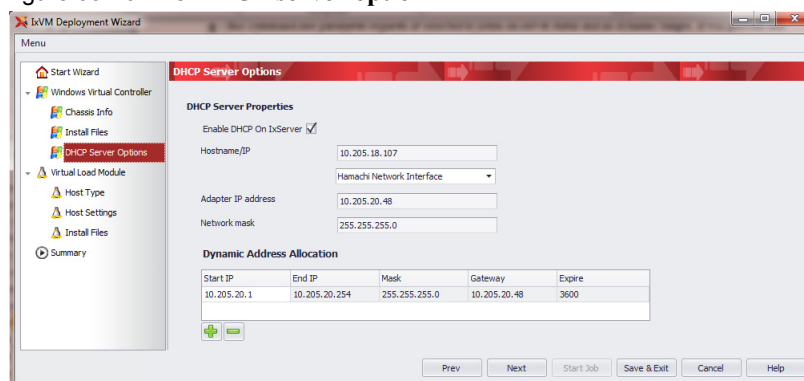 IxVM Deployment Wizard
Menu
Start Wizard
Windows Virtual Controller
Chassis Info
Install Files
DHCP Server Options
Virtual Load Module
Host Type
Host Settings
Install Files
Summary
DHCP Server Options
DHCP Server Properties
Enable DHCP On IxServer
Hostname/IP 10.205.18.107
Hamachi Network Interface
Adapter IP address 10.205.20.48
Network mask 255.255.255.0
Dynamic Address Allocation
Start IP End IP Mask Gateway Expire
10.205.20.1 10.205.20.254 255.255.255.0 10.205.20.48 3600
Prev Next Start Job Save & Exit Cancel Help